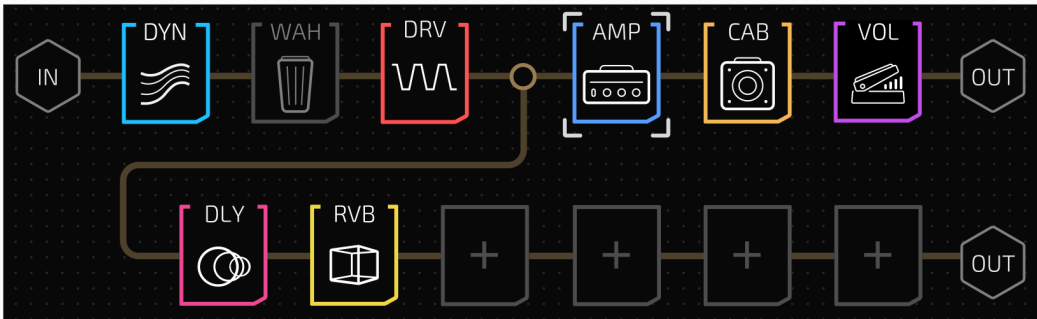 DYN WAH DRV AMP CAB VOL
IN OUT
DLY RVB
+ + + + OUT